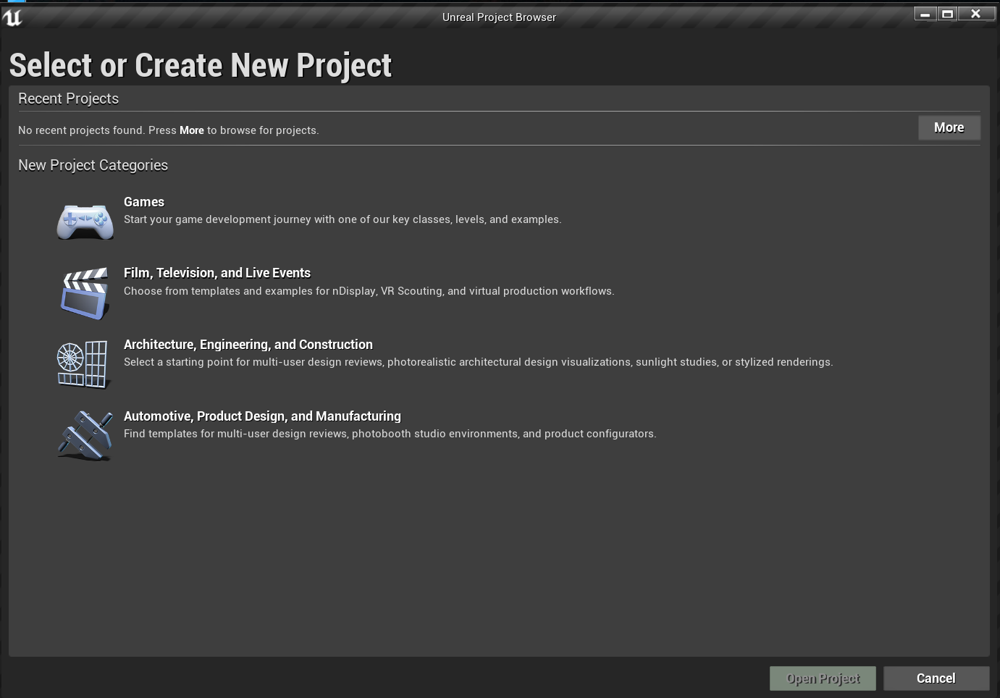 Unreal Project Browser
Select or Create New Project
Recent Projects
No recent projects found. Press More to browse for projects.
More
New Project Categories
Games
Start your game development journey with one of our key classes, levels, and examples.
Film, Television, and Live Events
Choose from templates and examples for nDisplay, VR Scouting, and virtual production workflows.
Architecture, Engineering, and Construction
Select a starting point for multi-user design reviews, photorealistic architectural design visualizations, sunlight studies, or stylized renderings.
Automotive, Product Design, and Manufacturing
Find templates for multi-user design reviews, photobooth studio environments, and product configurators.
Open Project
Cancel